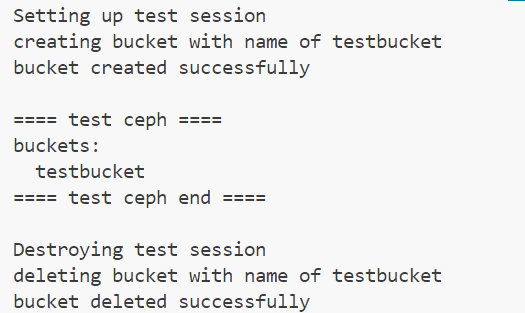 Setting up test session
creating bucket with name of testbucket
bucket created successfully

==== test ceph ====
buckets:
  testbucket
==== test ceph end ====

Destroying test session
deleting bucket with name of testbucket
bucket deleted successfully